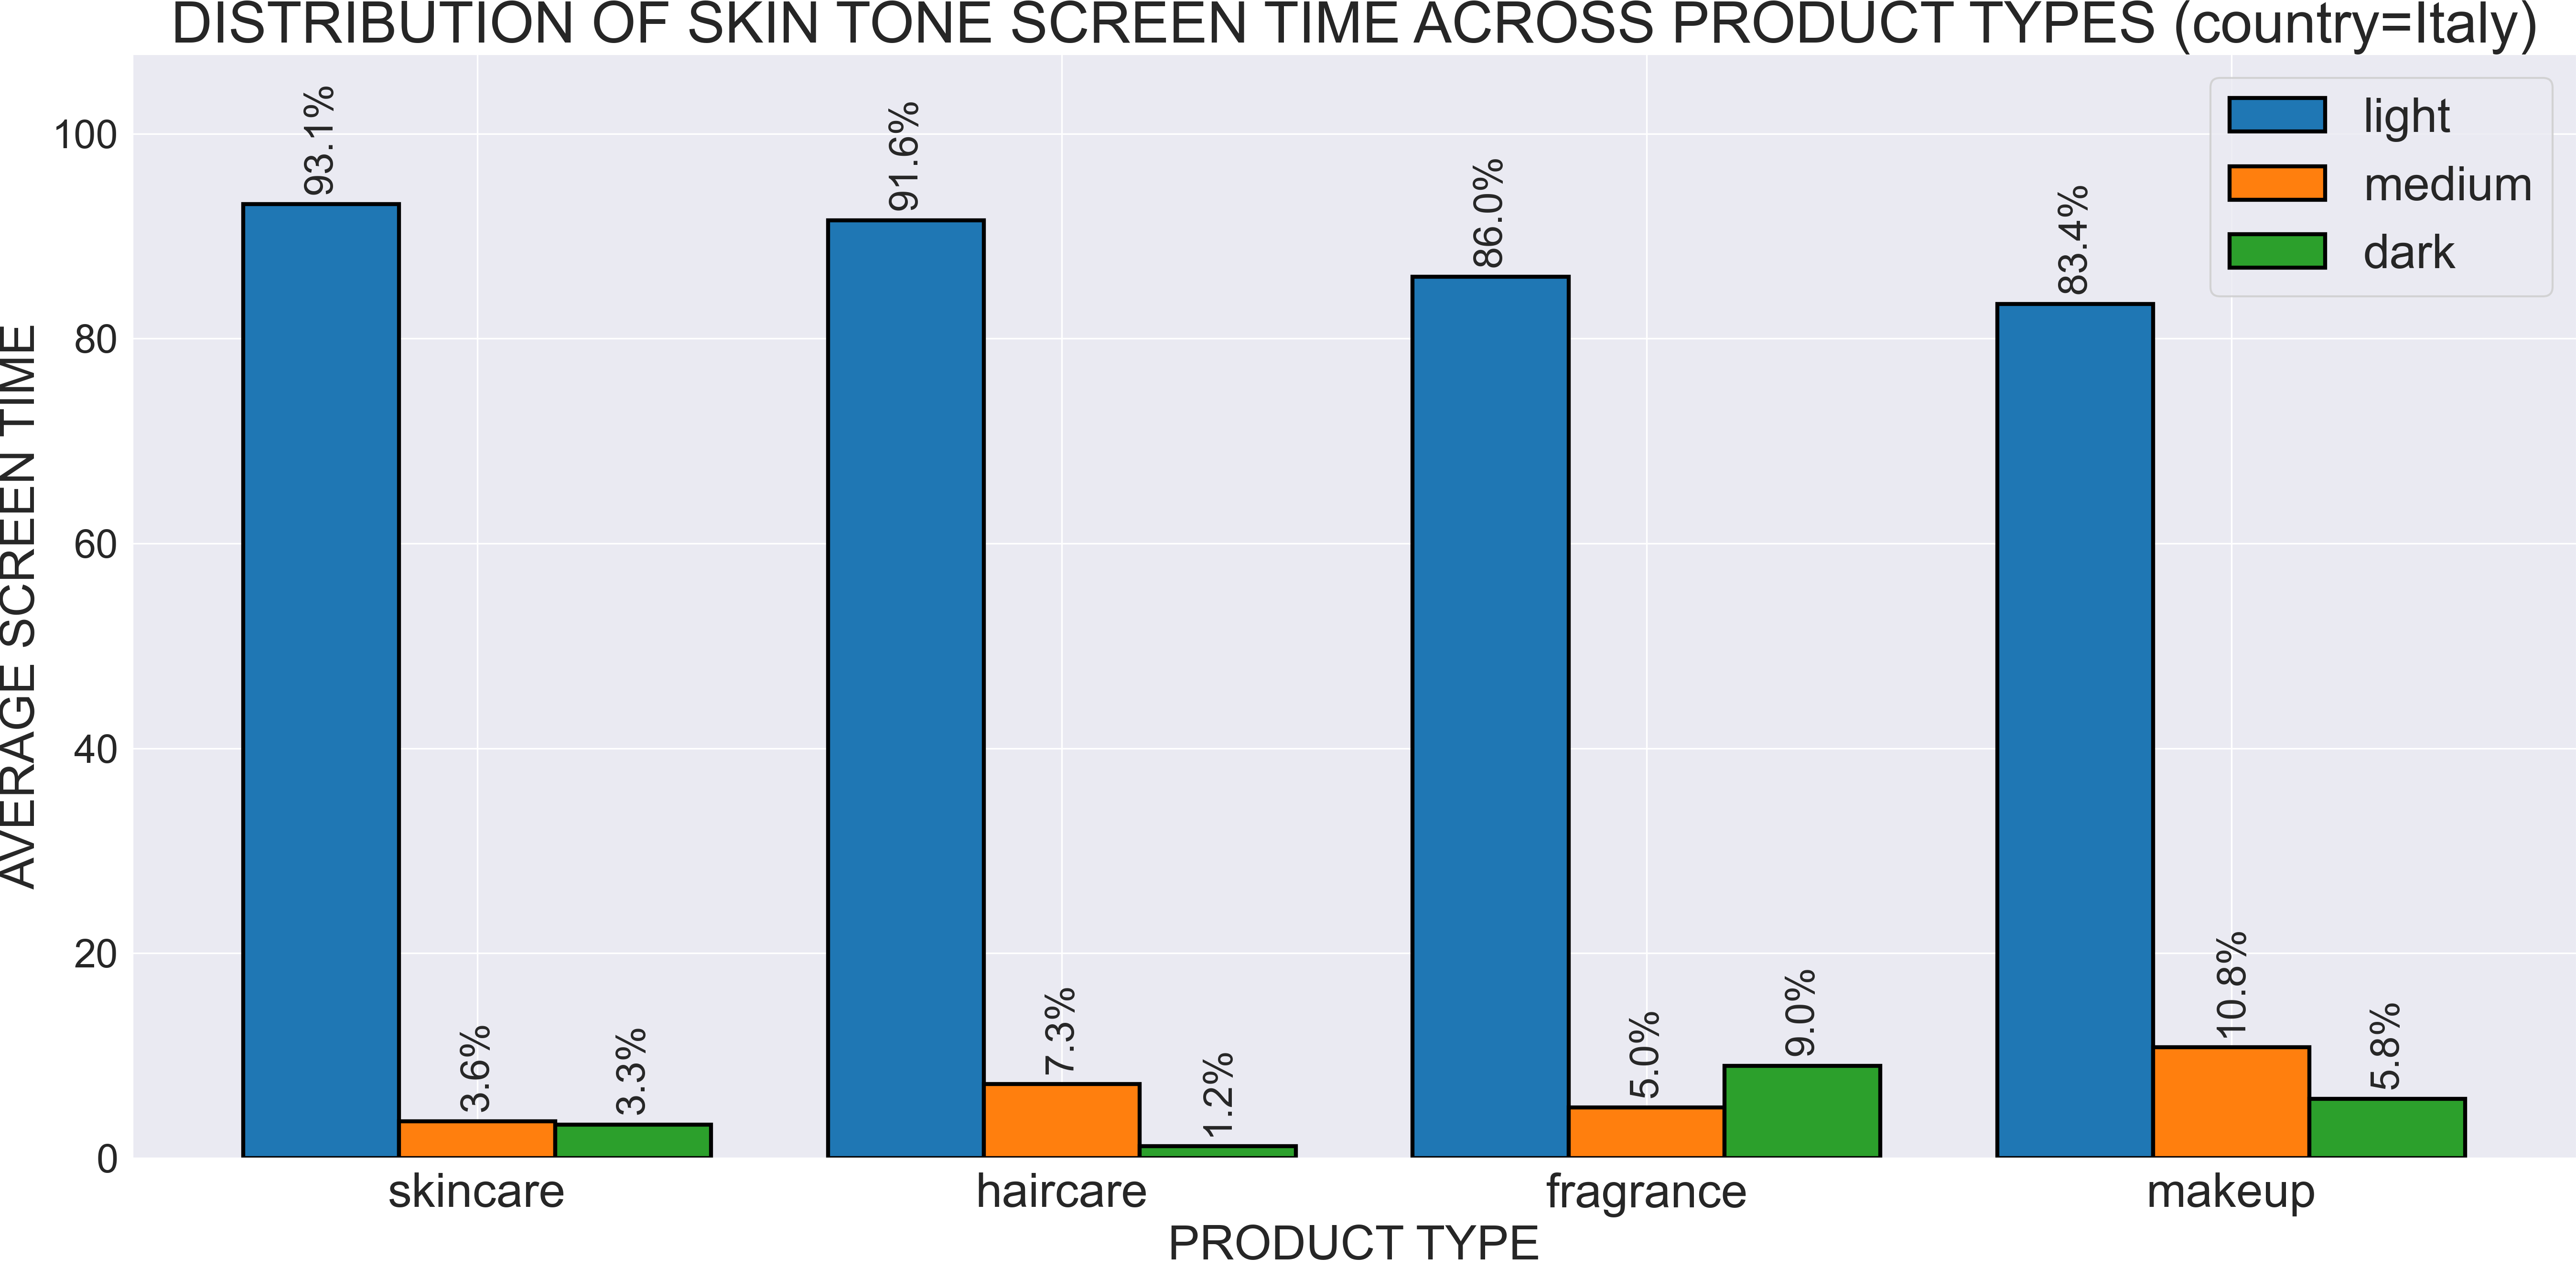 DISTRIBUTION OF SKIN TONE SCREEN TIME ACROSS PRODUCT TYPES (country=Italy)
light
medium
dark
AVERAGE SCREEN TIME
100
80
60
40
20
0
93.1%
3.6%
3.3%
91.6%
7.3%
1.2%
86.0%
5.0%
9.0%
83.4%
10.8%
5.8%
skincare
haircare
fragrance
makeup
PRODUCT TYPE